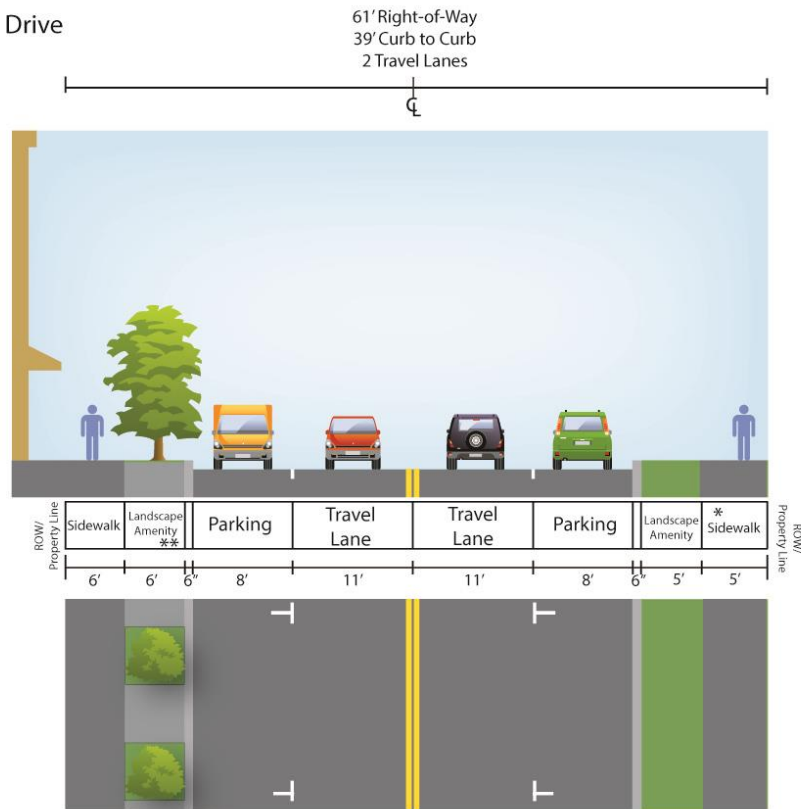 Drive
61' Right-of-Way
39' Curb to Curb
2 Travel Lanes
℄
ROW/
Property Line
Sidewalk
Landscape
Amenity
**
Parking
Travel
Lane
Travel
Lane
Parking
Landscape
Amenity
*
Sidewalk
ROW/
Property Line
6' 6' 6" 8' 11' 11' 8' 6" 5' 5'